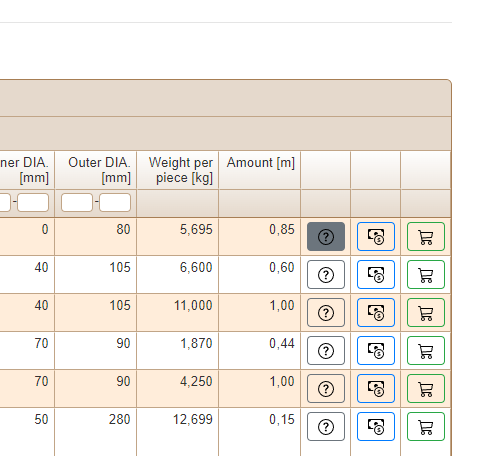 ner DIA. Outer DIA. Weight per Amount [m]
[mm] [mm] piece [kg]
- -
0 80 5,695 0,85 ?
40 105 6,600 0,60 ?
40 105 11,000 1,00 ?
70 90 1,870 0,44 ?
70 90 4,250 1,00 ?
50 280 12,699 0,15 ?